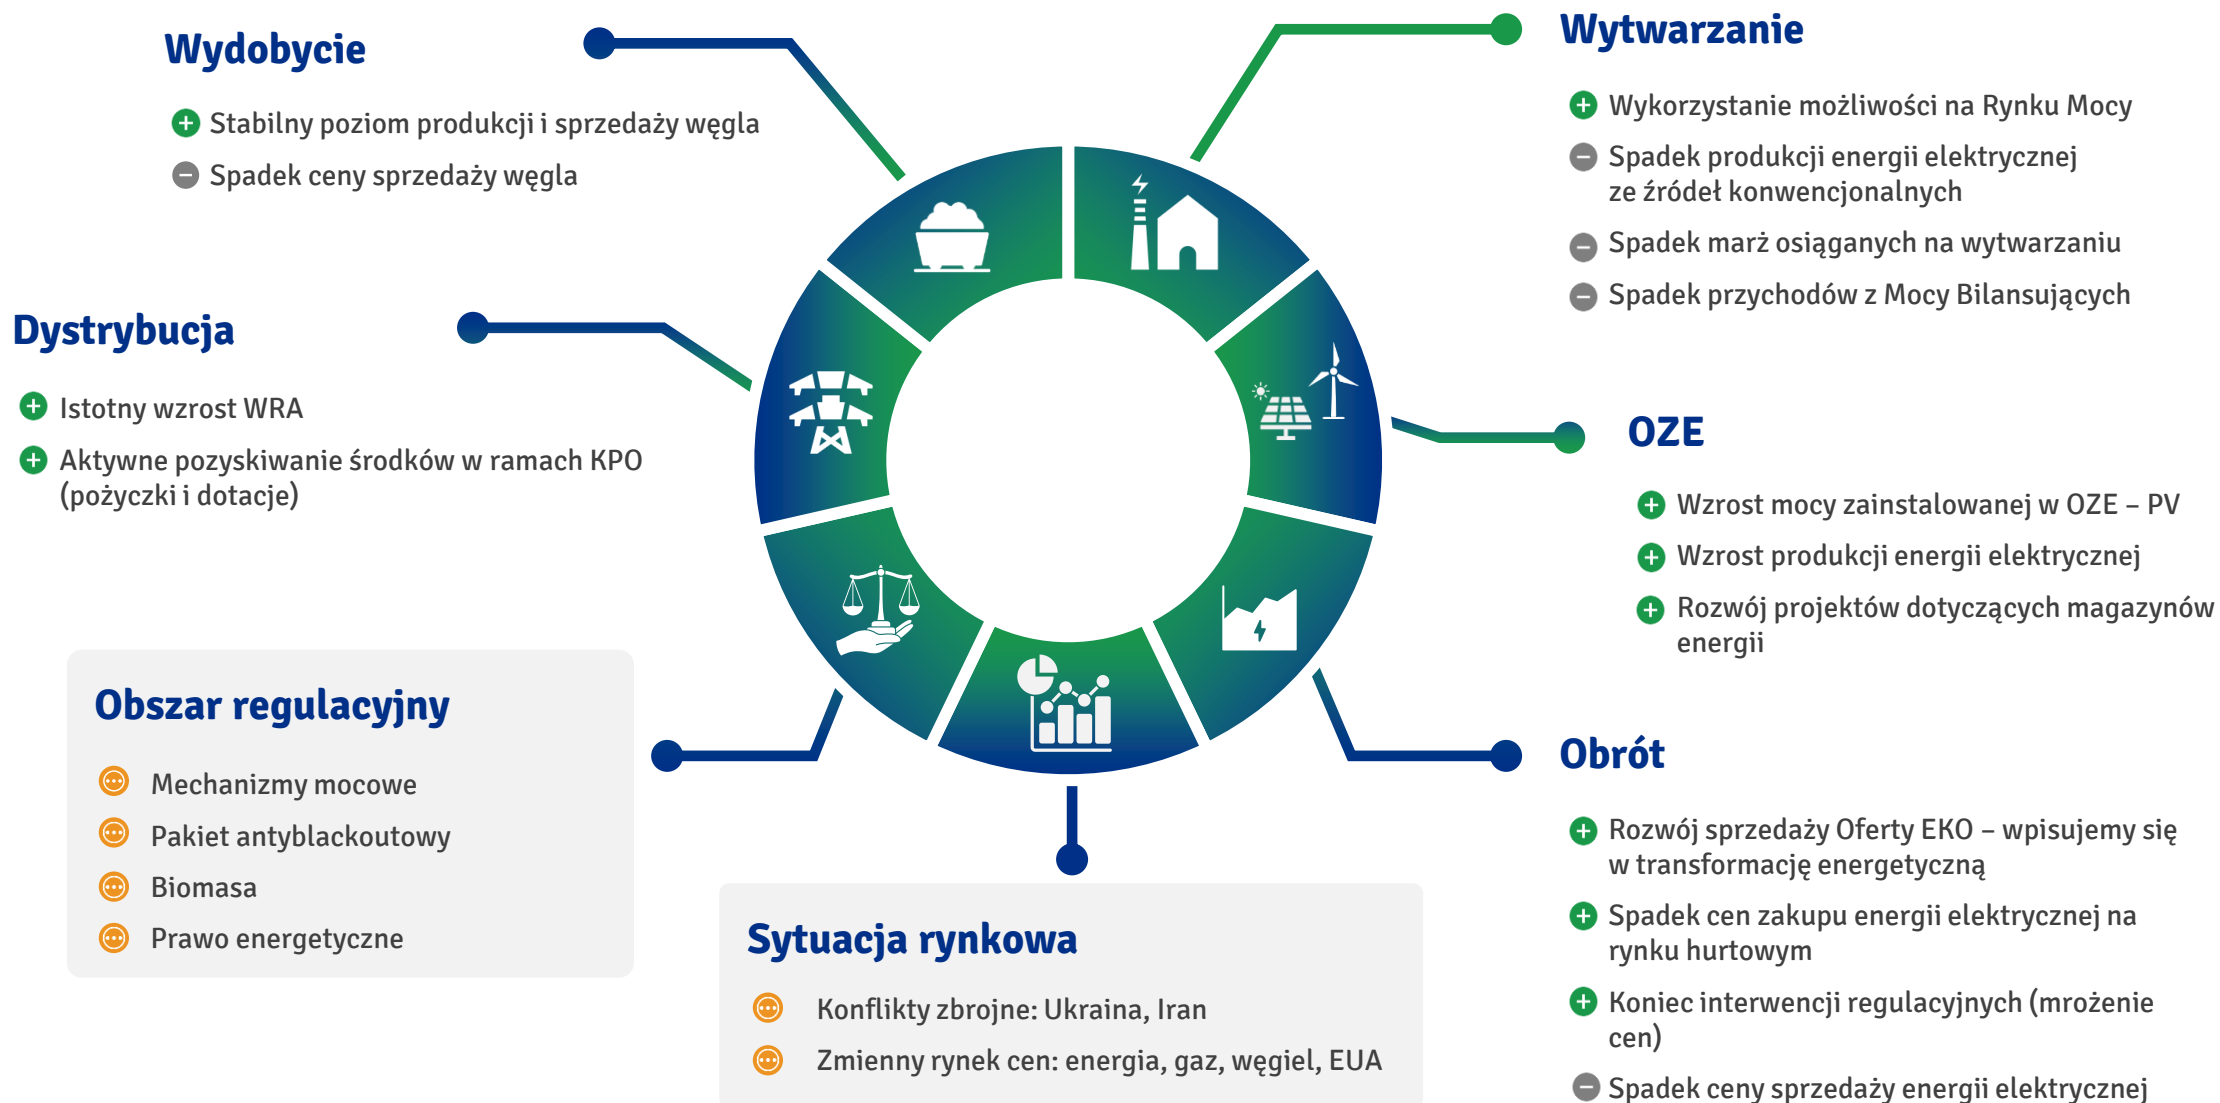 Wydobycie
Stabilny poziom produkcji i sprzedaży węgla
Spadek ceny sprzedaży węgla
Dystrybucja
Istotny wzrost WRA
Aktywne pozyskiwanie środków w ramach KPO
(pożyczki i dotacje)
Obszar regulacyjny
Mechanizmy mocowe
Pakiet antyblackoutowy
Biomasa
Prawo energetyczne
Sytuacja rynkowa
Konflikty zbrojne: Ukraina, Iran
Zmienny rynek cen: energia, gaz, węgiel, EUA
Wytwarzanie
Wykorzystanie możliwości na Rynku Mocy
Spadek produkcji energii elektrycznej
ze źródeł konwencjonalnych
Spadek marż osiąganych na wytwarzaniu
Spadek przychodów z Mocy Bilansujących
OZE
Wzrost mocy zainstalowanej w OZE – PV
Wzrost produkcji energii elektrycznej
Rozwój projektów dotyczących magazynów
energii
Obrót
Rozwój sprzedaży Oferty EKO – wpisujemy się
w transformację energetyczną
Spadek cen zakupu energii elektrycznej na
rynku hurtowym
Koniec interwencji regulacyjnych (mrożenie
cen)
Spadek ceny sprzedaży energii elektrycznej